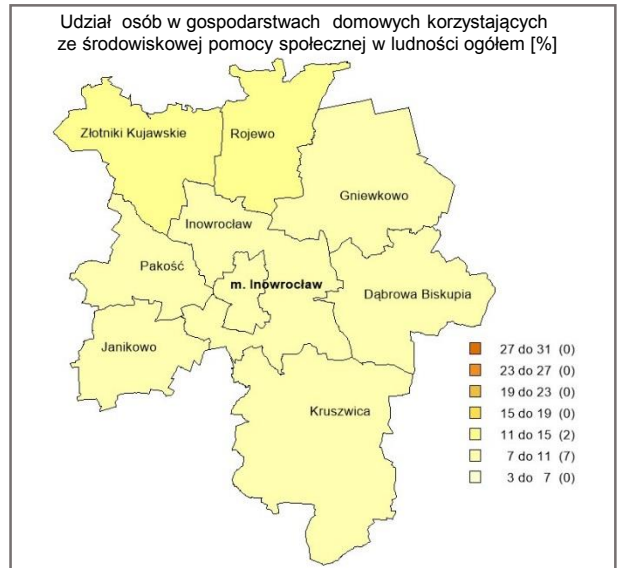 Udział osób w gospodarstwach domowych korzystających
ze środowiskowej pomocy społecznej w ludności ogółem [%]
Złotniki Kujawskie
Rojewo
Gniewkowo
Inowrocław
Pakość
m. Inowrocław
Dąbrowa Biskupia
Janikowo
Kruszwica
27 do 31 (0)
23 do 27 (0)
19 do 23 (0)
15 do 19 (0)
11 do 15 (2)
7 do 11 (7)
3 do 7 (0)